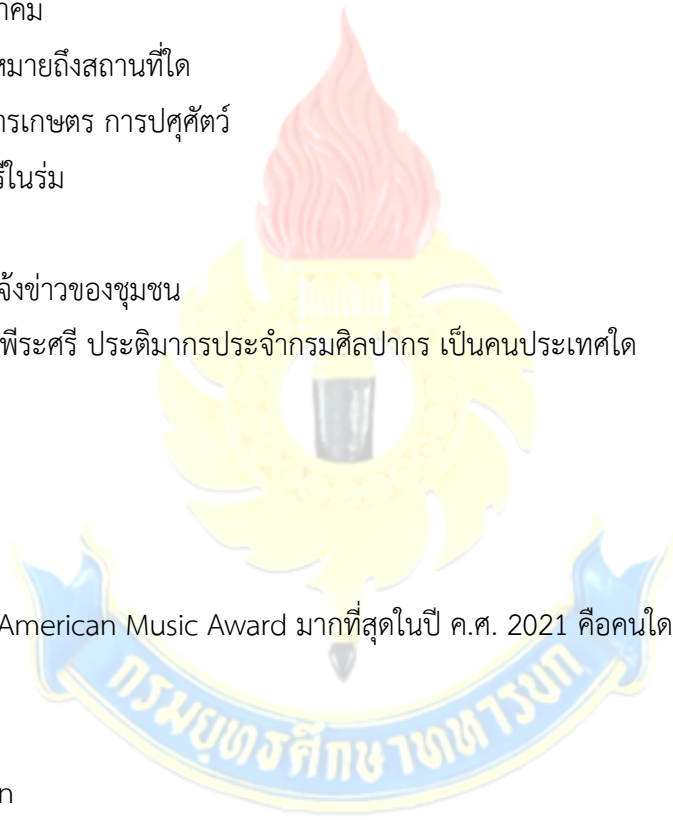 าคม
หมายถึงสถานที่ใด
ารเกษตร การปศุศัตว์
รีในร่ม
จ้งข่าวของชุมชน
พีระศรี ประติมากรประจำกรมศิลปากร เป็นคนประเทศใด
American Music Award มากที่สุดในปี ค.ศ. 2021 คือคนใด
กรมยุทธศึกษาทหารบก
n